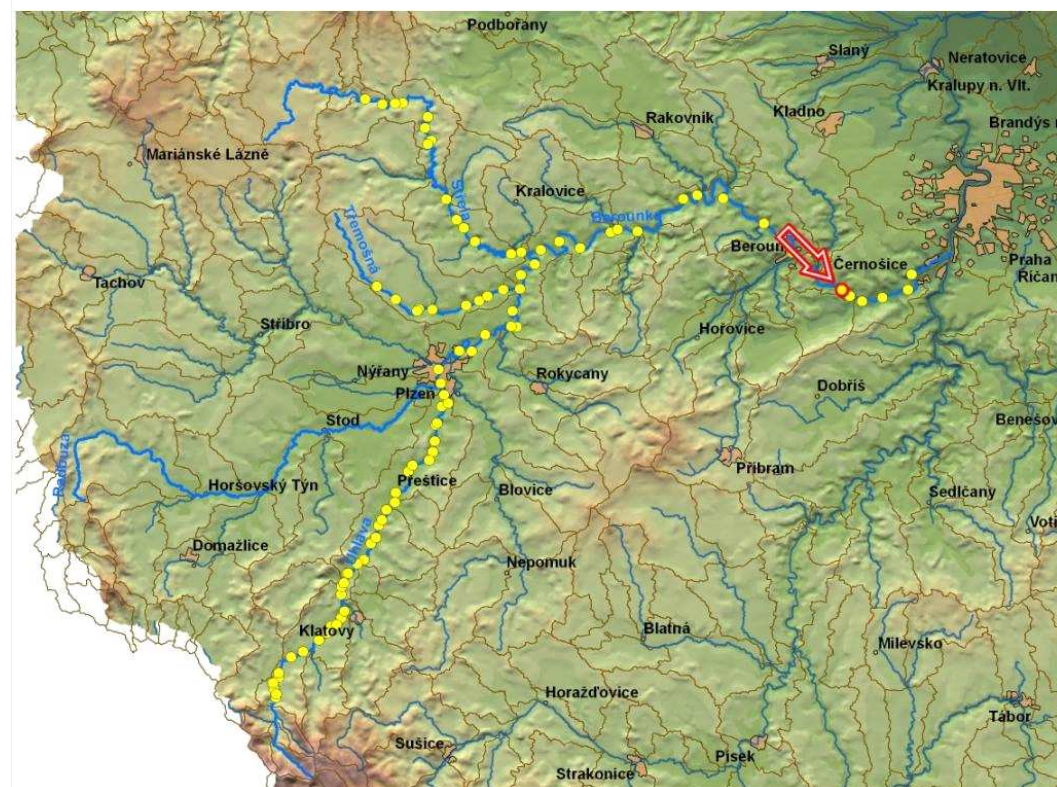 Podbořany
Slaný
Neratovice
Kralupy n. Vlt.
Kladno
Rakovník
Brandýs n
Mariánské Lázně
Kralovice
Střela
Berounka
Třemošná
Beroun
Černošice
Praha
Říčan
Tachov
Stříbro
Hořovice
Nýřany
Rokycany
Dobříš
Plzeň
Stod
Benešov
Radbuza
Příbram
Horšovský Týn
Přeštice
Blovice
Sedlčany
Voti
Úhlava
Domažlice
Nepomuk
Klatovy
Blatná
Milevsko
Horažďovice
Tábor
Sušice
Písek
Strakonice